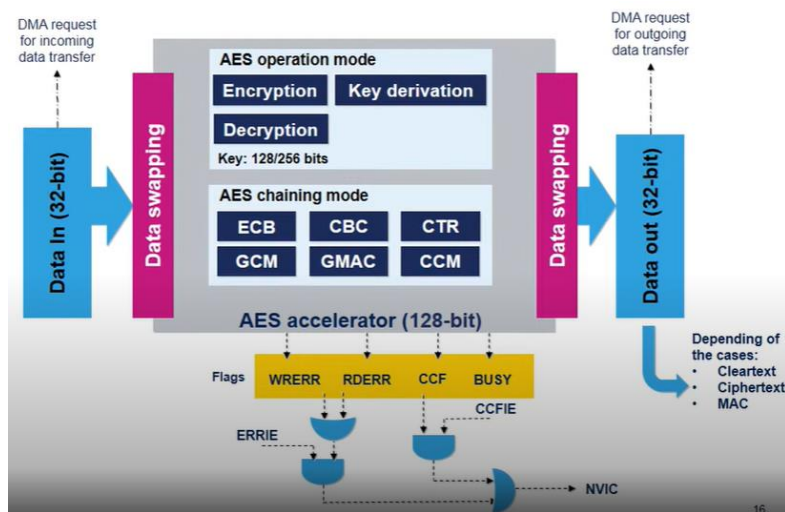 DMA request
for incoming
data transfer
DMA request
for outgoing
data transfer
AES operation mode
Encryption
Key derivation
Decryption
Key: 128/256 bits
Data In (32-bit)
Data swapping
AES chaining mode
ECB
CBC
CTR
GCM
GMAC
CCM
Data swapping
Data out (32-bit)
AES accelerator (128-bit)
Flags
WRERR
RDERR
CCF
BUSY
Depending of
the cases:
• Cleartext
• Ciphertext
• MAC
CCFIE
ERRIE
NVIC
16